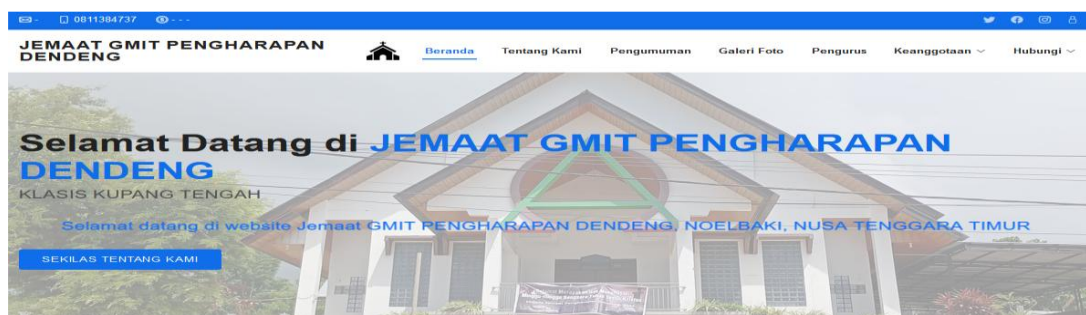 - 0811384737 - - -
JEMAAT GMIT PENGHARAPAN
DENDENG
Beranda Tentang Kami Pengumuman Galeri Foto Pengurus Keanggotaan Hubungi
Selamat Datang di JEMAAT GMIT PENGHARAPAN
DENDENG
KLASIS KUPANG TENGAH
Selamat datang di website Jemaat GMIT PENGHARAPAN DENDENG, NOELBAKI, NUSA TENGGARA TIMUR
SEKILAS TENTANG KAMI